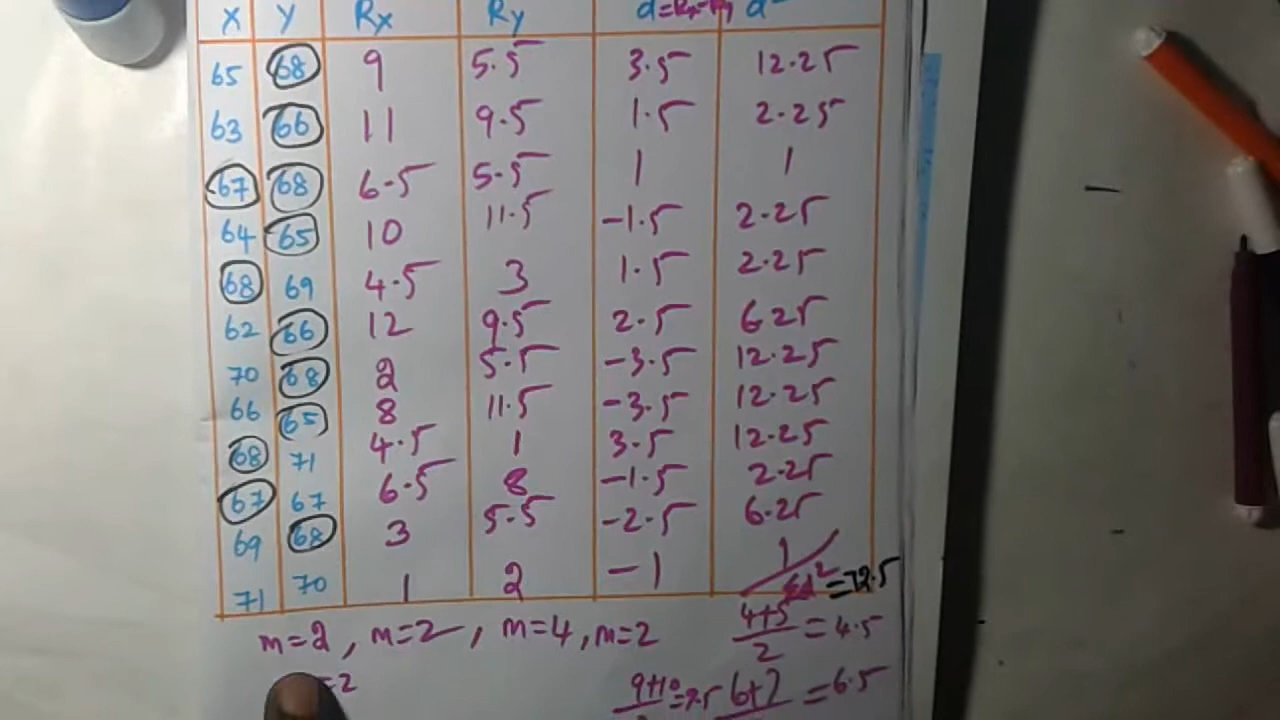 X Y Rx Ry d=Rx-Ry d
65 68 9 5.5 3.5 12.25
63 66 11 9.5 1.5 2.25
67 68 6.5 5.5 1 1
64 65 10 11.5 -1.5 2.25
68 69 4.5 3 1.5 2.25
62 66 12 9.5 2.5 6.25
70 68 2 5.5 -3.5 12.25
66 65 8 11.5 -3.5 12.25
68 71 4.5 1 3.5 12.25
67 67 6.5 8 -1.5 2.25
69 68 3 5.5 -2.5 6.25
71 70 1 2 -1 1
=72.5
m=2, m=2, m=4, m=2 4+5/2 = 4.5
=2 9+10 6+7 = 6.5